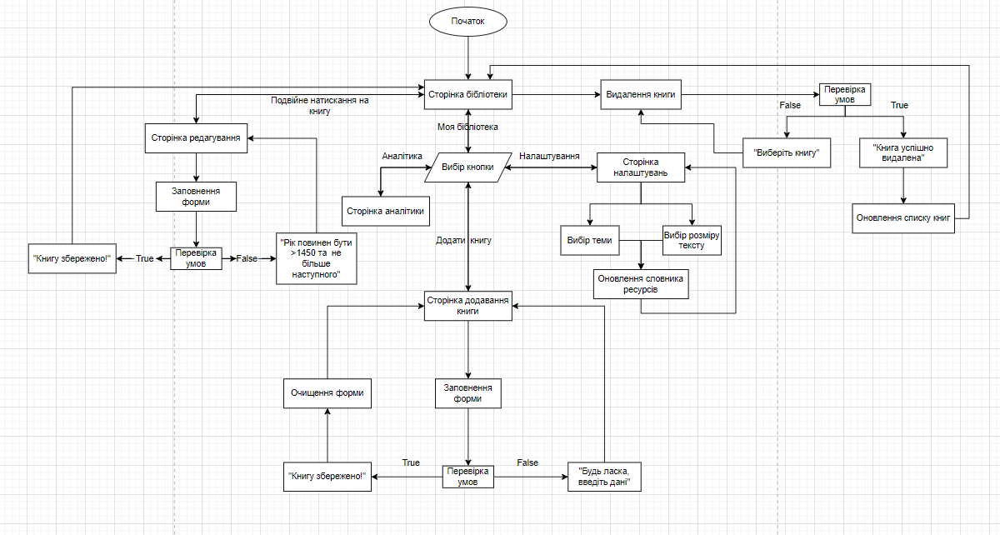 Початок
Сторінка бібліотеки
Видалення книги
Перевірка
умов
Подвійне натискання на
книгу
False
True
Моя бібліотека
Сторінка редагування
"Виберіть книгу"
"Книга успішно
видалена"
Аналітика
Вибір кнопки
Налаштування
Сторінка
налаштувань
Заповнення
форми
Сторінка аналітики
Оновлення списку книг
Додати книгу
Вибір теми
Вибір розміру
тексту
"Книгу збережено!"
True
Перевірка
умов
False
"Рік повинен бути
>1450 та не
більше
наступного"
Оновлення словника
ресурсів
Сторінка додавання
книги
Очищення форми
Заповнення
форми
True
False
"Книгу збережено!"
Перевірка
умов
"Будь ласка,
введіть дані"